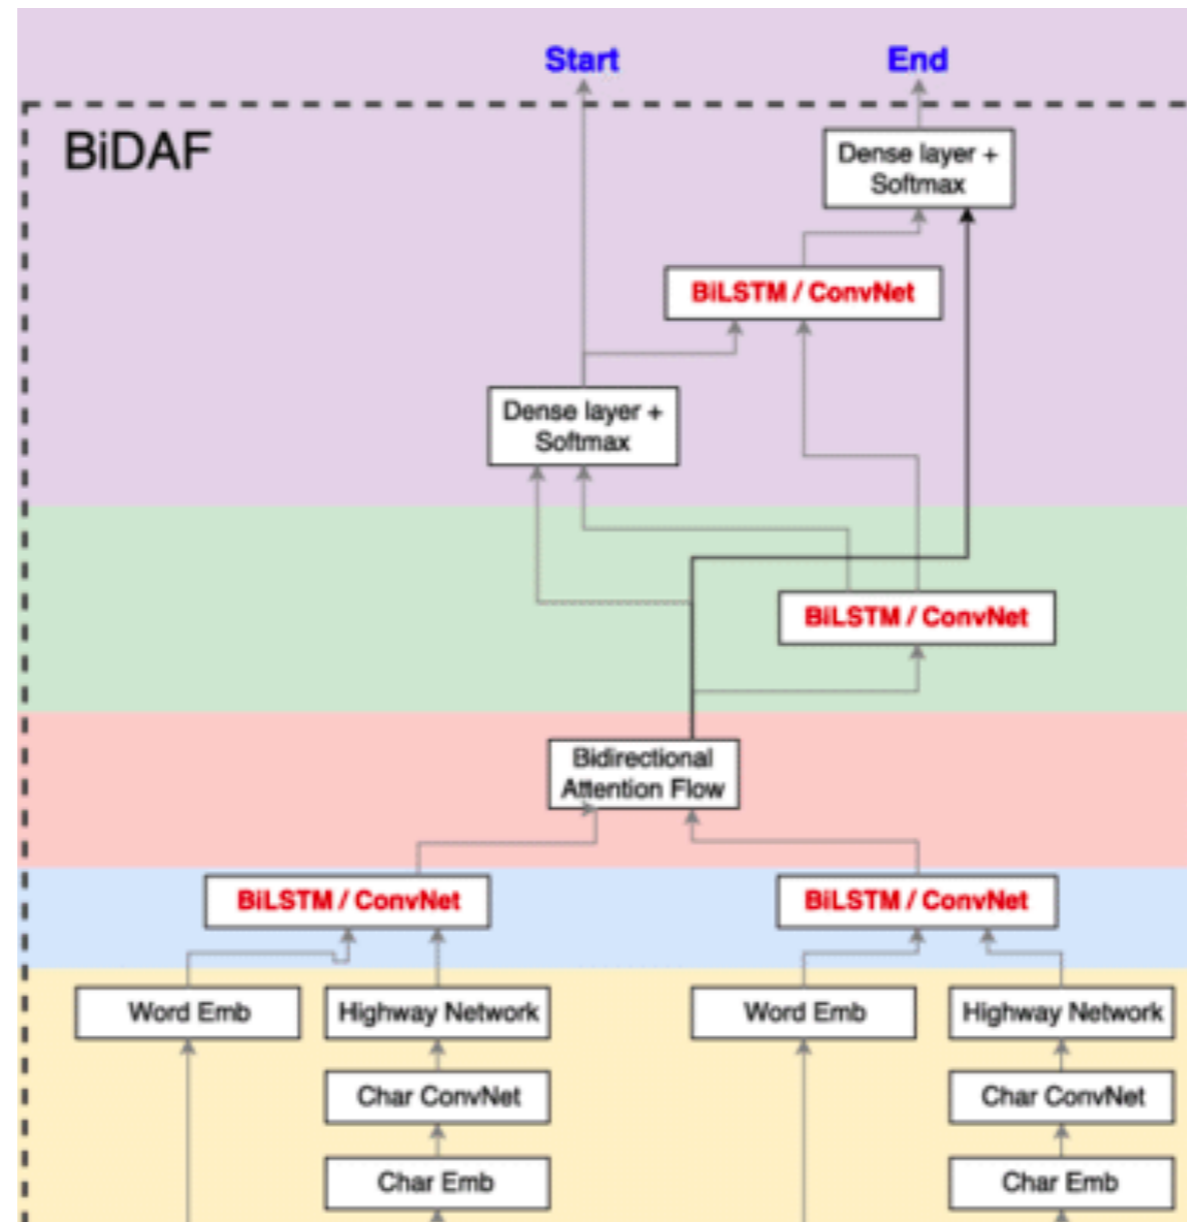 Start
End
BiDAF
Dense layer +
Softmax
BiLSTM / ConvNet
Dense layer +
Softmax
BiLSTM / ConvNet
Bidirectional
Attention Flow
BiLSTM / ConvNet
BiLSTM / ConvNet
Word Emb
Highway Network
Word Emb
Highway Network
Char ConvNet
Char ConvNet
Char Emb
Char Emb